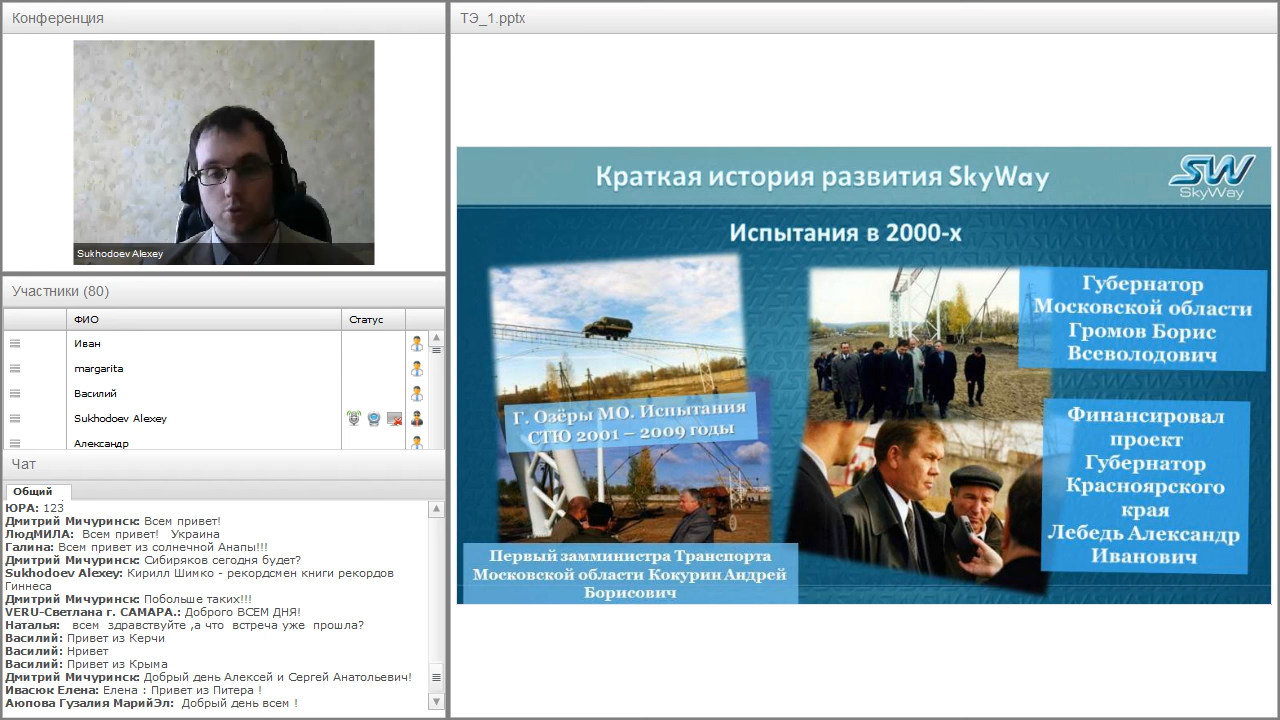 Конференция
Sukhodoev Alexey
Участники (80)
ФИО
Статус
Иван
margarita
Василий
Sukhodoev Alexey
Александр
Чат
Общий
ЮРА: 123
Дмитрий Мичуринск: Всем привет!
ЛюдМИЛА: Всем привет! Украина
Галина: Всем привет из солнечной Анапы!!!
Дмитрий Мичуринск: Сибиряков сегодня будет?
Sukhodoev Alexey: Кирилл Шимко - рекордсмен книги рекордов
Гиннеса
Дмитрий Мичуринск: Побольше таких!!!
VERU-Светлана г. САМАРА.: Доброго ВСЕМ ДНЯ!
Наталья: всем здравствуйте ,а что встреча уже прошла?
Василий: Привет из Керчи
Василий: Нривет
Василий: Привет из Крыма
Дмитрий Мичуринск: Добрый день Алексей и Сергей Анатольевич!
Ивасюк Елена: Елена : Привет из Питера !
Аюпова Гузалия МарийЭл: Добрый день всем !
ТЭ_1.pptx
Краткая история развития SkyWay
SW
SkyWay
Испытания в 2000-х
Г. Озёры МО. Испытания
СТЮ 2001 – 2009 годы
Первый замминистра Транспорта
Московской области Кокурин Андрей
Борисович
Губернатор
Московской области
Громов Борис
Всеволодович
Финансировал
проект
Губернатор
Красноярского
края
Лебедь Александр
Иванович